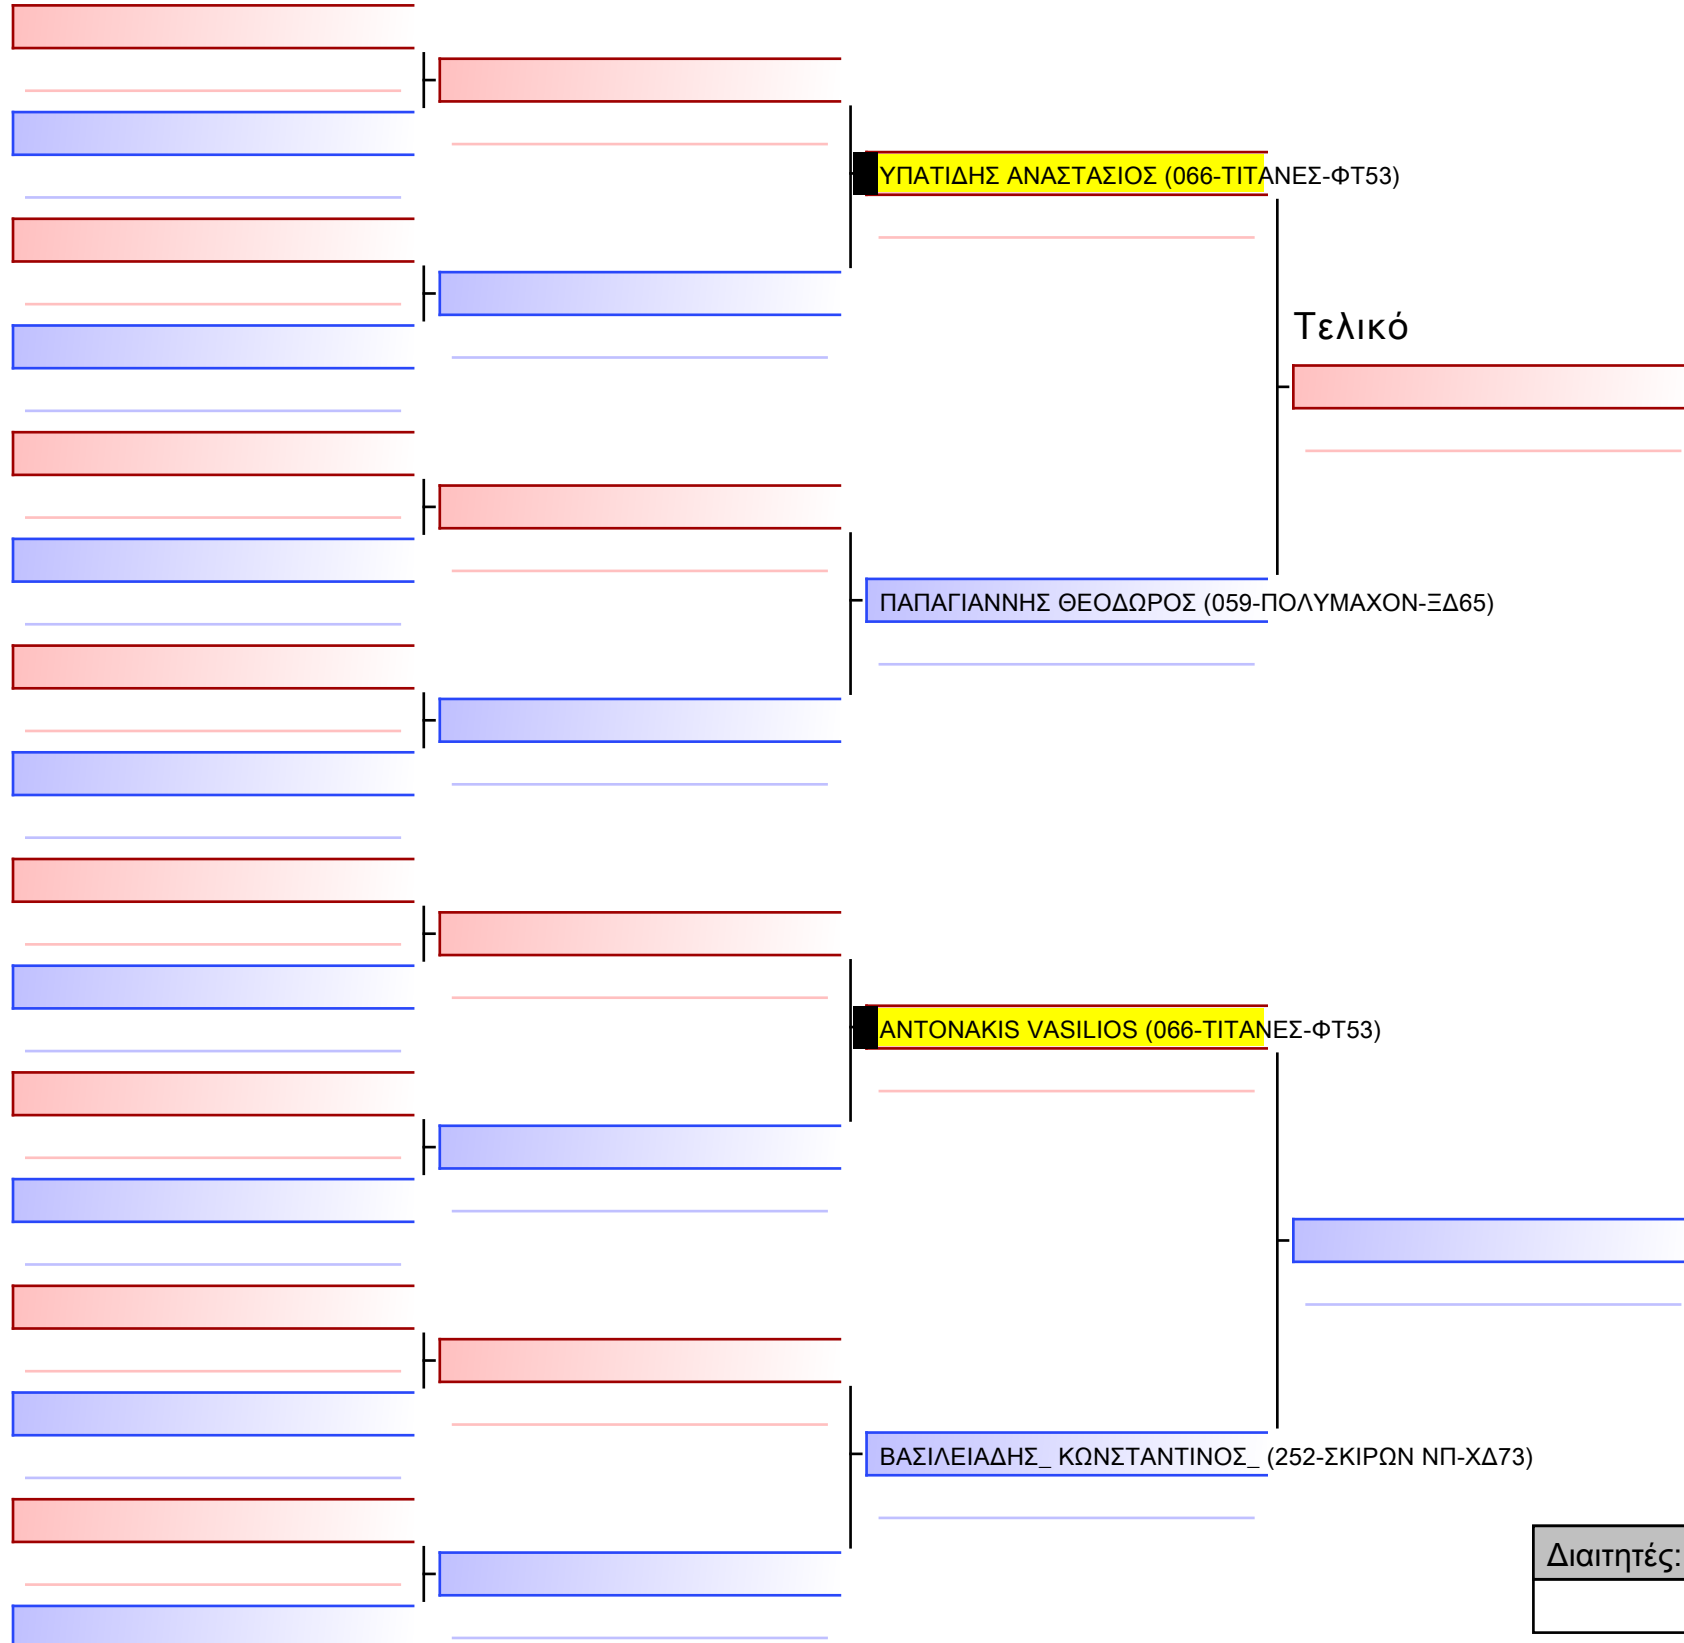 ΥΠΑΤΙΔΗΣ ΑΝΑΣΤΑΣΙΟΣ (066-ΤΙΤΑΝΕΣ-ΦΤ53)
Τελικό
ΠΑΠΑΓΙΑΝΝΗΣ ΘΕΟΔΩΡΟΣ (059-ΠΟΛΥΜΑΧΟΝ-ΞΔ65)
ANTONAKIS VASILIOS (066-ΤΙΤΑΝΕΣ-ΦΤ53)
ΒΑΣΙΛΕΙΑΔΗΣ_ ΚΩΝΣΤΑΝΤΙΝΟΣ_ (252-ΣΚΙΡΩΝ ΝΠ-ΧΔ73)
Διαιτητές: